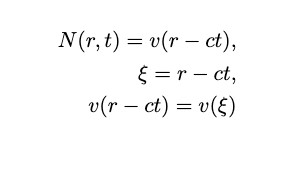 N(r, t) = v(r − ct),
ξ = r − ct,
v(r − ct) = v(ξ)